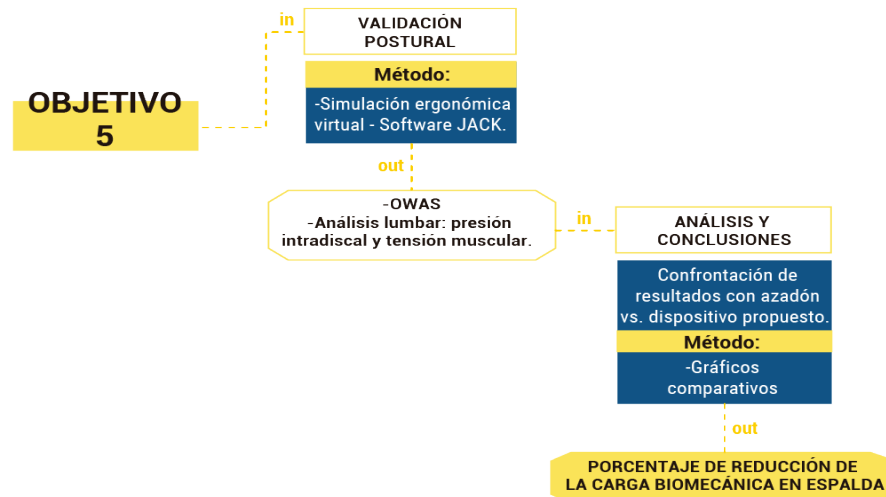 OBJETIVO
5
in
VALIDACIÓN
POSTURAL
Método:
-Simulación ergonómica
virtual - Software JACK.
out
-OWAS
-Análisis lumbar: presión
intradiscal y tensión muscular.
in
ANÁLISIS Y
CONCLUSIONES
Confrontación de
resultados con azadón
vs. dispositivo propuesto.
Método:
-Gráficos
comparativos
out
PORCENTAJE DE REDUCCIÓN DE
LA CARGA BIOMECÁNICA EN ESPALDA